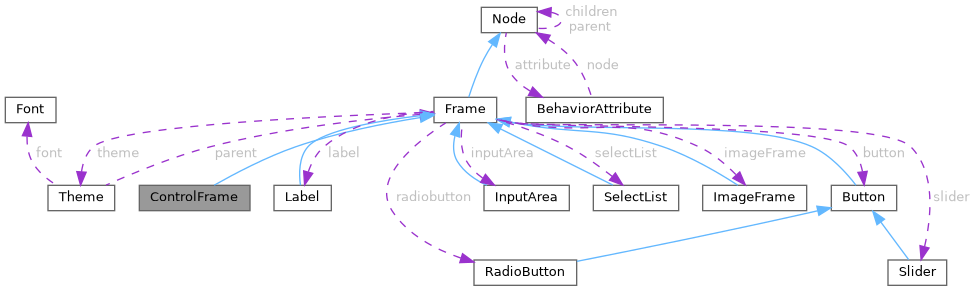 Node
children
parent
attribute
node
Font
Frame
BehaviorAttribute
font
theme
parent
label
inputArea
selectList
imageFrame
button
Theme
ControlFrame
Label
radiobutton
InputArea
SelectList
ImageFrame
Button
slider
RadioButton
Slider